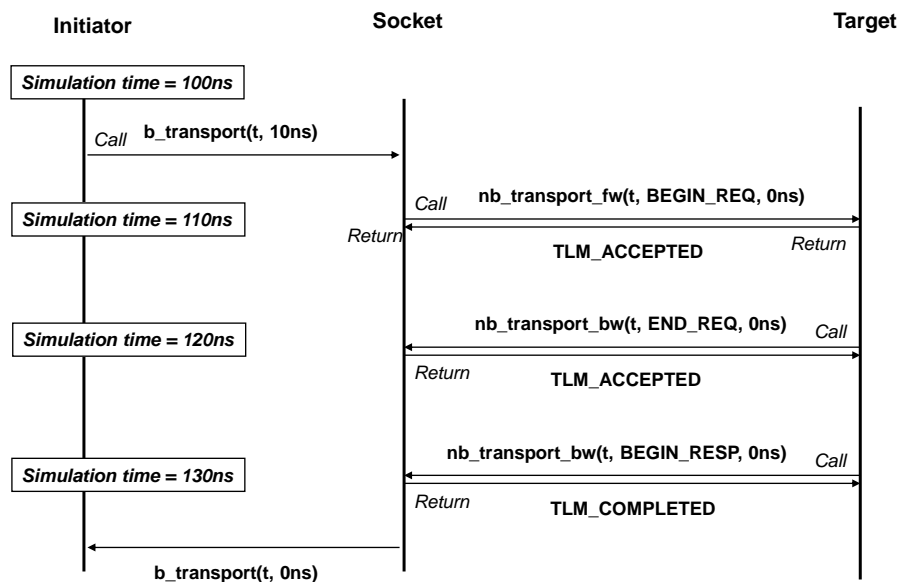 Initiator Socket Target
Simulation time = 100ns
Call b_transport(t, 10ns)
nb_transport_fw(t, BEGIN_REQ, 0ns)
Call
Simulation time = 110ns
Return Return
TLM_ACCEPTED
nb_transport_bw(t, END_REQ, 0ns)
Call
Simulation time = 120ns
Return TLM_ACCEPTED
nb_transport_bw(t, BEGIN_RESP, 0ns)
Call
Simulation time = 130ns
Return TLM_COMPLETED
b_transport(t, 0ns)